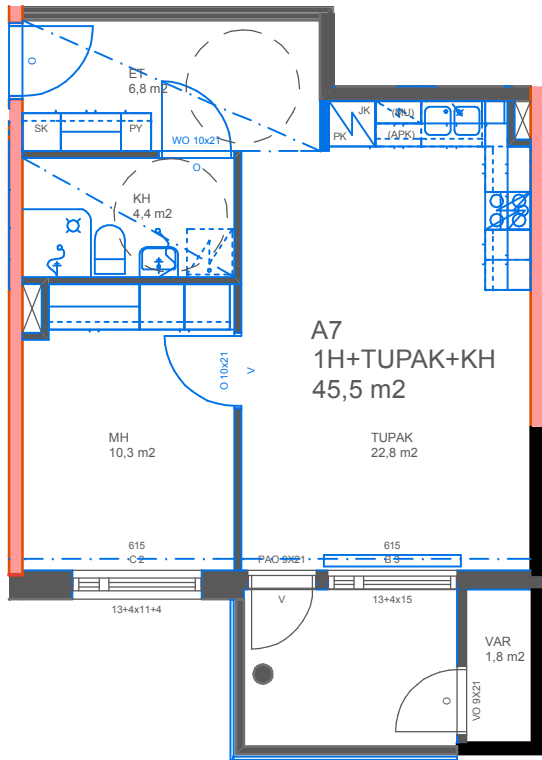 ET
6,8 m2
O
JK
PK
(APK)
SK
PY
WO 10x21
O
KH
4,4 m2
A7
1H+TUPAK+KH
45,5 m2
O 10x21
V
MH
10,3 m2
TUPAK
22,8 m2
615
C 2
PAO 9X21
615
B 3
13+4x11+4
V
13+4x15
VAR
1,8 m2
O
VO 9X21